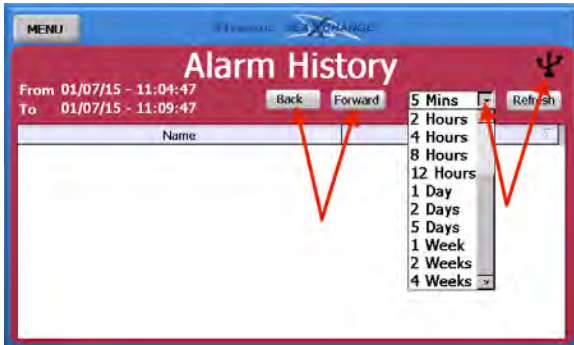 MENU
SEAXCHANGE
Alarm History
From 01/07/15 - 11:04:47
To 01/07/15 - 11:09:47
Back
Forward
5 Mins
Refresh
Name
2 Hours
4 Hours
8 Hours
12 Hours
1 Day
2 Days
5 Days
1 Week
2 Weeks
4 Weeks